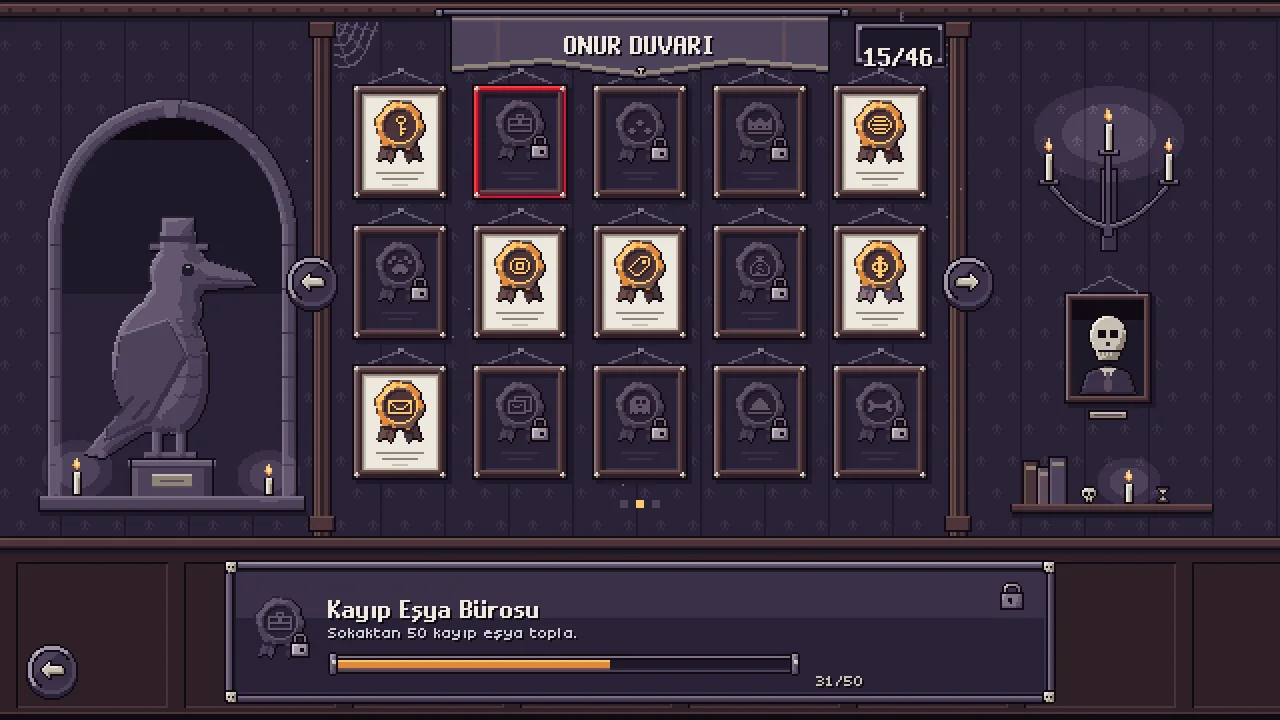 ONUR DUVARI
15/46
Kayıp Eşya Bürosu
Sokaktan 50 kayıp eşya topla.
31/50